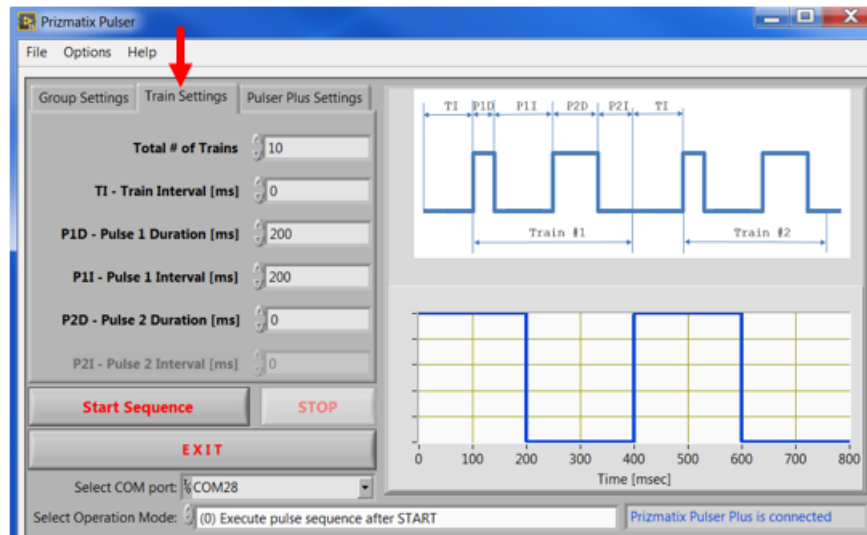 Prizmatix Pulser
File Options Help
Group Settings Train Settings Pulser Plus Settings
Total # of Trains 10
TI - Train Interval [ms] 0
P1D - Pulse 1 Duration [ms] 200
P1I - Pulse 1 Interval [ms] 200
P2D - Pulse 2 Duration [ms] 0
P2I - Pulse 2 Interval [ms] 0
Start Sequence STOP
EXIT
Select COM port: COM28
Select Operation Mode: (0) Execute pulse sequence after START
TI P1D P1I P2D P2I TI
Train #1 Train #2
0 100 200 300 400 500 600 700 800
Time [msec]
Prizmatix Pulser Plus is connected